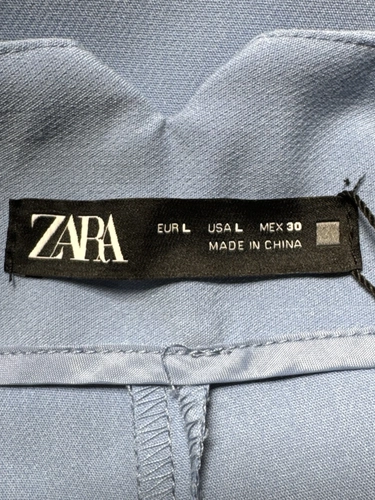 ZARA
EUR L USA L MEX 30
MADE IN CHINA